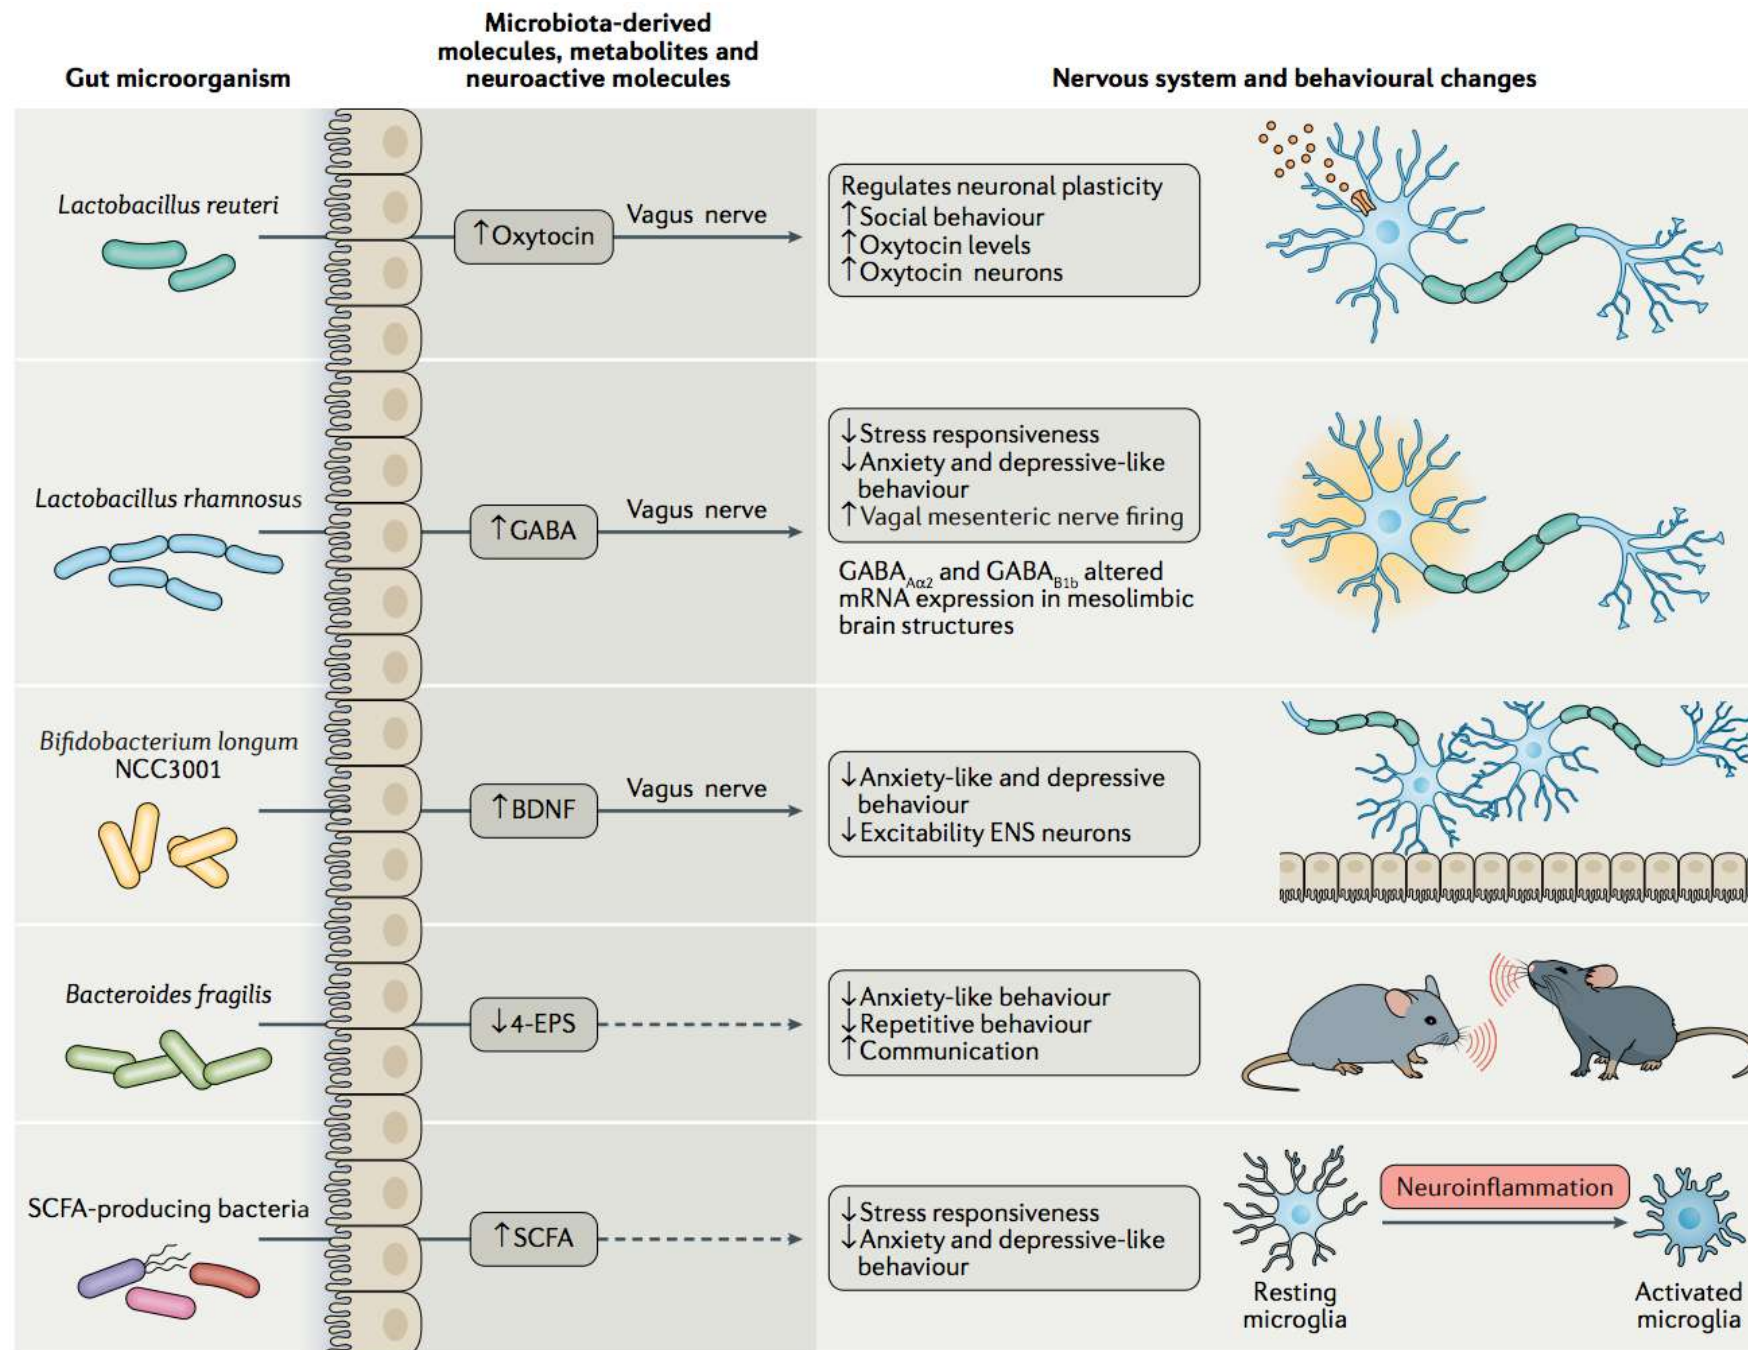 Gut microorganism
Microbiota-derived
molecules, metabolites and
neuroactive molecules
Nervous system and behavioural changes
Lactobacillus reuteri
↑Oxytocin
Vagus nerve
Regulates neuronal plasticity
↑Social behaviour
↑Oxytocin levels
↑Oxytocin neurons
Lactobacillus rhamnosus
↑GABA
Vagus nerve
↓Stress responsiveness
↓Anxiety and depressive-like
behaviour
↑Vagal mesenteric nerve firing
GABA_Aα2 and GABA_B1b altered
mRNA expression in mesolimbic
brain structures
Bifidobacterium longum
NCC3001
↑BDNF
Vagus nerve
↓Anxiety-like and depressive
behaviour
↓Excitability ENS neurons
Bacteroides fragilis
↓4-EPS
↓Anxiety-like behaviour
↓Repetitive behaviour
↑Communication
SCFA-producing bacteria
↑SCFA
↓Stress responsiveness
↓Anxiety and depressive-like
behaviour
Neuroinflammation
Resting
microglia
Activated
microglia